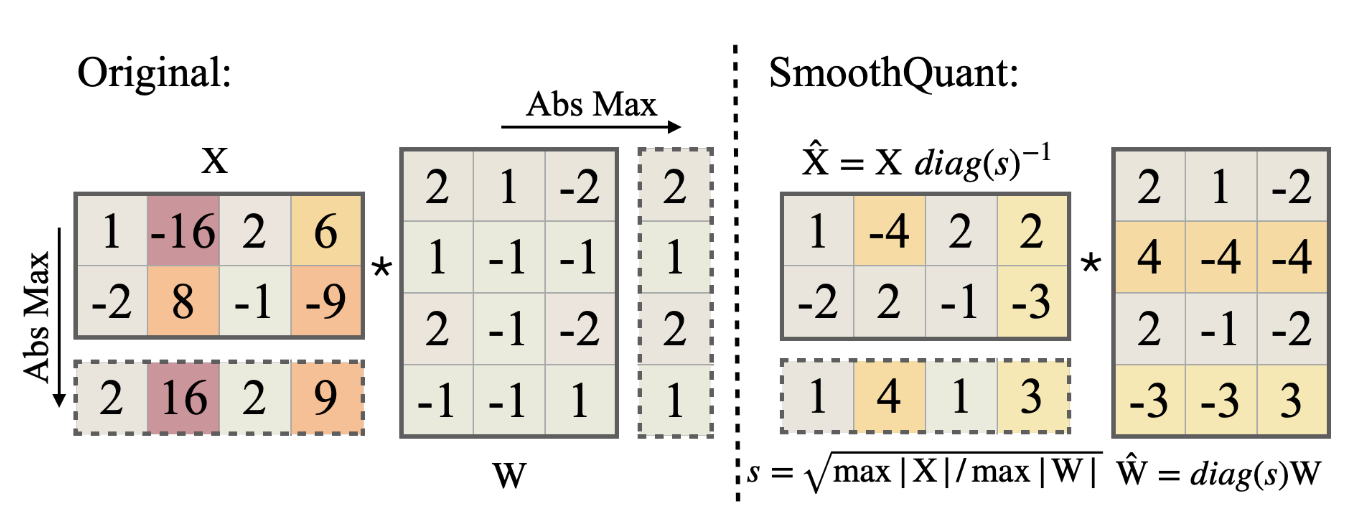 Original:
Abs Max
X
1 -16 2 6
-2 8 -1 -9
Abs Max
2 16 2 9
*
2 1 -2
1 -1 -1
2 -1 -2
-1 -1 1
W
2
1
2
1
SmoothQuant:
X̂ = X diag(s)⁻¹
1 -4 2 2
-2 2 -1 -3
1 4 1 3
s = √max |X|/max |W|
*
2 1 -2
4 -4 -4
2 -1 -2
-3 -3 3
Ŵ = diag(s)W